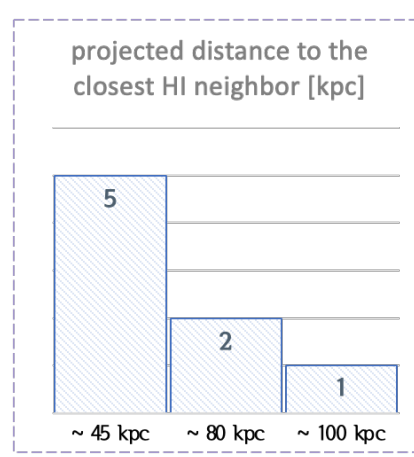 projected distance to the
closest HI neighbor [kpc]
5
2
1
~ 45 kpc ~ 80 kpc ~ 100 kpc